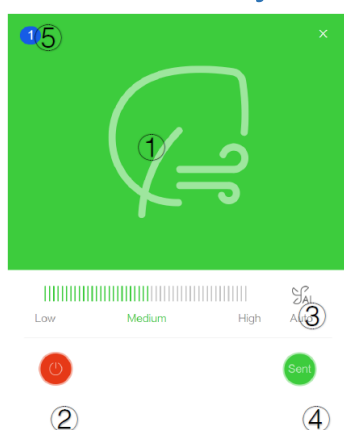 1⑤ ×
①
Low Medium High Auto
③
Sent
② ④